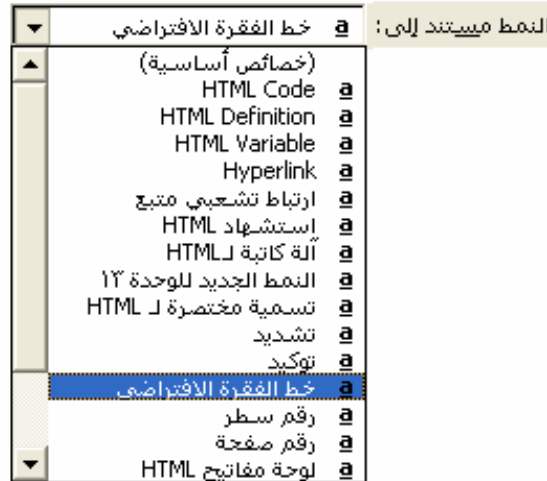 النمط مستند إلى: a خط الفقرة الافتراضي
(خصائص أساسية)
a HTML Code
a HTML Definition
a HTML Variable
a Hyperlink
a ارتباط تشعبي متبع
a إستشهاد HTML
a آلة كاتبة لـHTML
a النمط الجديد للوحدة ١٣
a تسمية مختصرة لـ HTML
a تشديد
a توكيد
a خط الفقرة الافتراضي
a رقم سطر
a رقم صفحة
a لوحة مفاتيح HTML